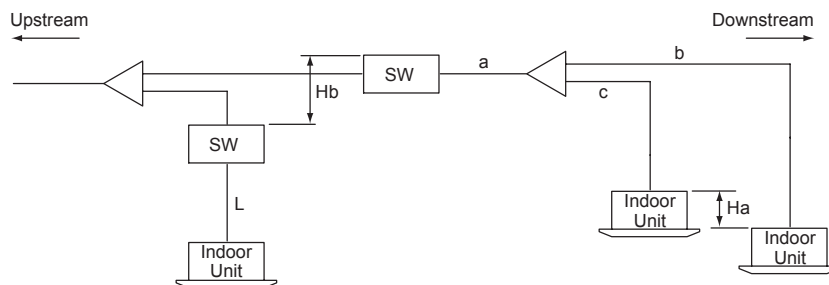 Upstream
Downstream
SW
a
b
c
Hb
SW
L
Ha
Indoor
Unit
Indoor
Unit
Indoor
Unit